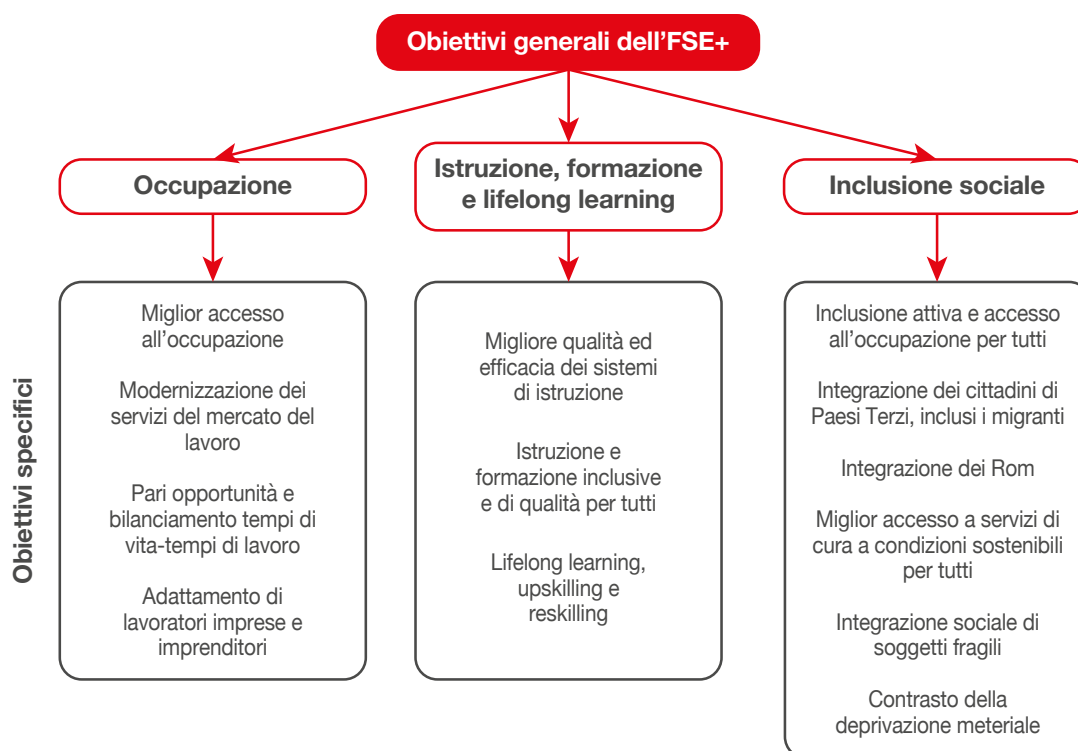 Obiettivi generali dell’FSE+
Occupazione
Istruzione, formazione
e lifelong learning
Inclusione sociale
Obiettivi specifici
Miglior accesso
all’occupazione
Modernizzazione dei
servizi del mercato del
lavoro
Pari opportunità e
bilanciamento tempi di
vita-tempi di lavoro
Adattamento di
lavoratori imprese e
imprenditori
Migliore qualità ed
efficacia dei sistemi
di istruzione
Istruzione e
formazione inclusive
e di qualità per tutti
Lifelong learning,
upskilling e
reskilling
Inclusione attiva e accesso
all’occupazione per tutti
Integrazione dei cittadini di
Paesi Terzi, inclusi i migranti
Integrazione dei Rom
Miglior accesso a servizi di
cura a condizioni sostenibili
per tutti
Integrazione sociale di
soggetti fragili
Contrasto della
deprivazione meteriale